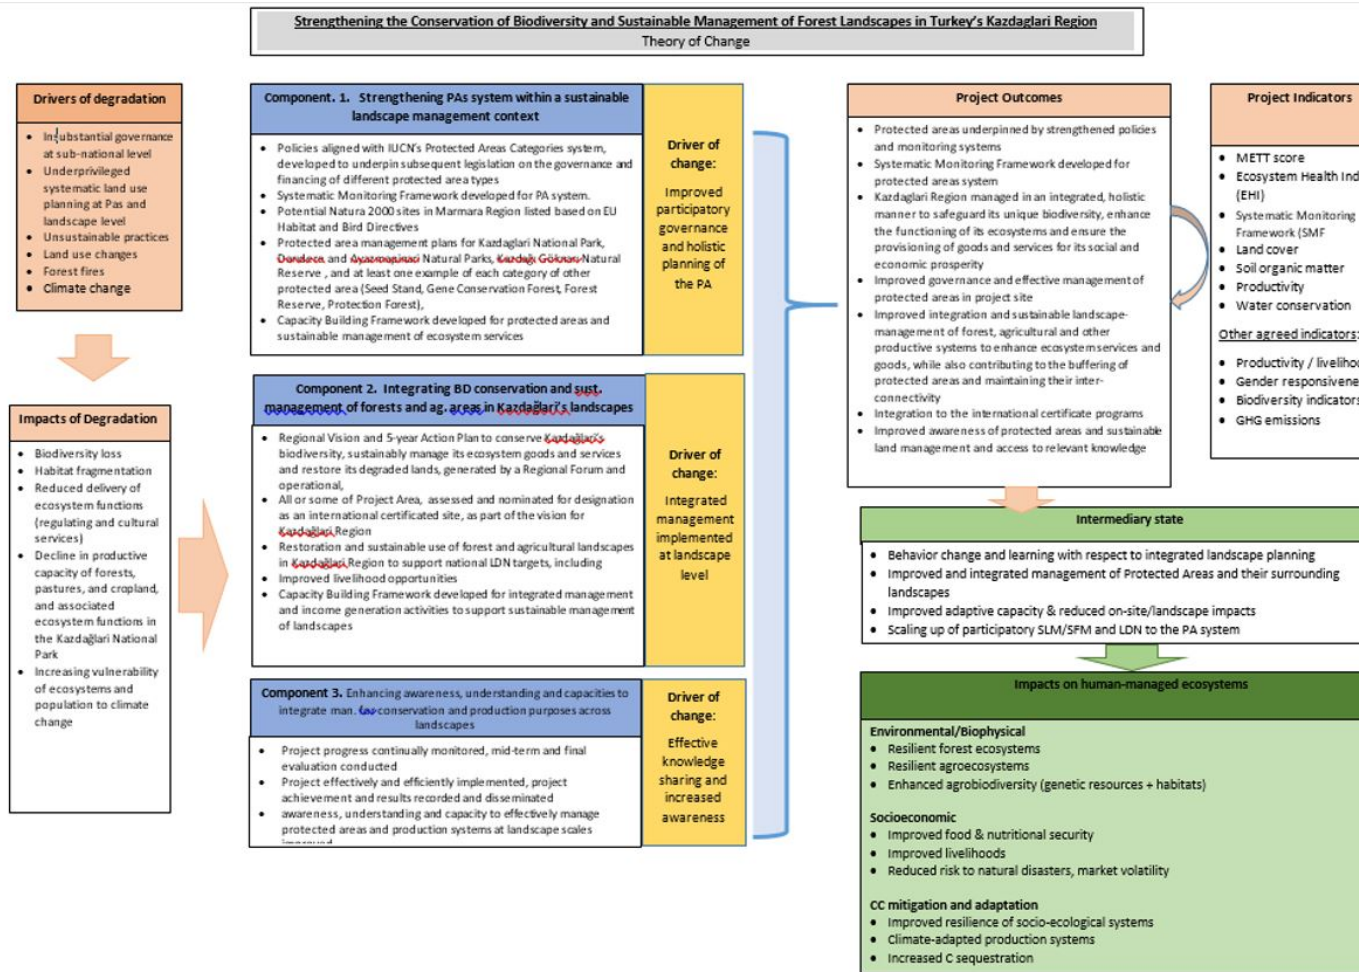 Strengthening the Conservation of Biodiversity and Sustainable Management of Forest Landscapes in Turkey's Kazdaglari Region
Theory of Change
Drivers of degradation
• Insubstantial governance
at sub-national level
• Underprivileged
systematic land use
planning at Pas and
landscape level
• Unsustainable practices
• Land use changes
• Forest fires
• Climate change
Impacts of Degradation
• Biodiversity loss
• Habitat fragmentation
• Reduced delivery of
ecosystem functions
(regulating and cultural
services)
• Decline in productive
capacity of forests,
pastures, and cropland,
and associated
ecosystem functions in
the Kazdağlari National
Park
• Increasing vulnerability
of ecosystems and
population to climate
change
Component. 1. Strengthening PAs system within a sustainable
landscape management context
• Policies aligned with IUCN's Protected Areas Categories system,
developed to underpin subsequent legislation on the governance and
financing of different protected area types
• Systematic Monitoring Framework developed for PA system.
• Potential Natura 2000 sites in Marmara Region listed based on EU
Habitat and Bird Directives
• Protected area management plans for Kazdaglari National Park,
and Natural Parks, Kazdağı Göknarı Natural
Reserve , and at least one example of each category of other
protected area (Seed Stand, Gene Conservation Forest, Forest
Reserve, Protection Forest),
• Capacity Building Framework developed for protected areas and
sustainable management of ecosystem services
Driver of
change:
Improved
participatory
governance
and holistic
planning of
the PA
Component 2. Integrating BD conservation and sust.
management of forests and ag. areas in Kazdağlari's landscapes
• Regional Vision and 5-year Action Plan to conserve Kazdağlari's
biodiversity, sustainably manage its ecosystem goods and services
and restore its degraded lands, generated by a Regional Forum and
operational,
• All or some of Project Area, assessed and nominated for designation
as an international certificated site, as part of the vision for
Kazdağlari Region
• Restoration and sustainable use of forest and agricultural landscapes
in Kazdağlari Region to support national LDN targets, including
• Improved livelihood opportunities
• Capacity Building Framework developed for integrated management
and income generation activities to support sustainable management
of landscapes
Driver of
change:
Integrated
management
implemented
at landscape
level
Component 3. Enhancing awareness, understanding and capacities to
integrate man. for conservation and production purposes across
landscapes
• Project progress continually monitored, mid-term and final
evaluation conducted
• Project effectively and efficiently implemented, project
achievement and results recorded and disseminated
• awareness, understanding and capacity to effectively manage
protected areas and production systems at landscape scales
improved
Driver of
change:
Effective
knowledge
sharing and
increased
awareness
Project Outcomes
• Protected areas underpinned by strengthened policies
and monitoring systems
• Systematic Monitoring Framework developed for
protected areas system
• Kazdaglari Region managed in an integrated, holistic
manner to safeguard its unique biodiversity, enhance
the functioning of its ecosystems and ensure the
provisioning of goods and services for its social and
economic prosperity
• Improved governance and effective management of
protected areas in project site
• Improved integration and sustainable landscape-
management of forest, agricultural and other
productive systems to enhance ecosystem services and
goods, while also contributing to the buffering of
protected areas and maintaining their inter-
connectivity
• Integration to the international certificate programs
• Improved awareness of protected areas and sustainable
land management and access to relevant knowledge
Project Indicators
• METT score
• Ecosystem Health Ind
(EHI)
• Systematic Monitoring
Framework (SMF
• Land cover
• Soil organic matter
• Productivity
• Water conservation
Other agreed indicators:
• Productivity / liveliho
• Gender responsivene
• Biodiversity indicators
• GHG emissions
Intermediary state
• Behavior change and learning with respect to integrated landscape planning
• Improved and integrated management of Protected Areas and their surrounding
landscapes
• Improved adaptive capacity & reduced on-site/landscape impacts
• Scaling up of participatory SLM/SFM and LDN to the PA system
Impacts on human-managed ecosystems
Environmental/Biophysical
• Resilient forest ecosystems
• Resilient agroecosystems
• Enhanced agrobiodiversity (genetic resources + habitats)
Socioeconomic
• Improved food & nutritional security
• Improved livelihoods
• Reduced risk to natural disasters, market volatility
CC mitigation and adaptation
• Improved resilience of socio-ecological systems
• Climate-adapted production systems
• Increased C sequestration